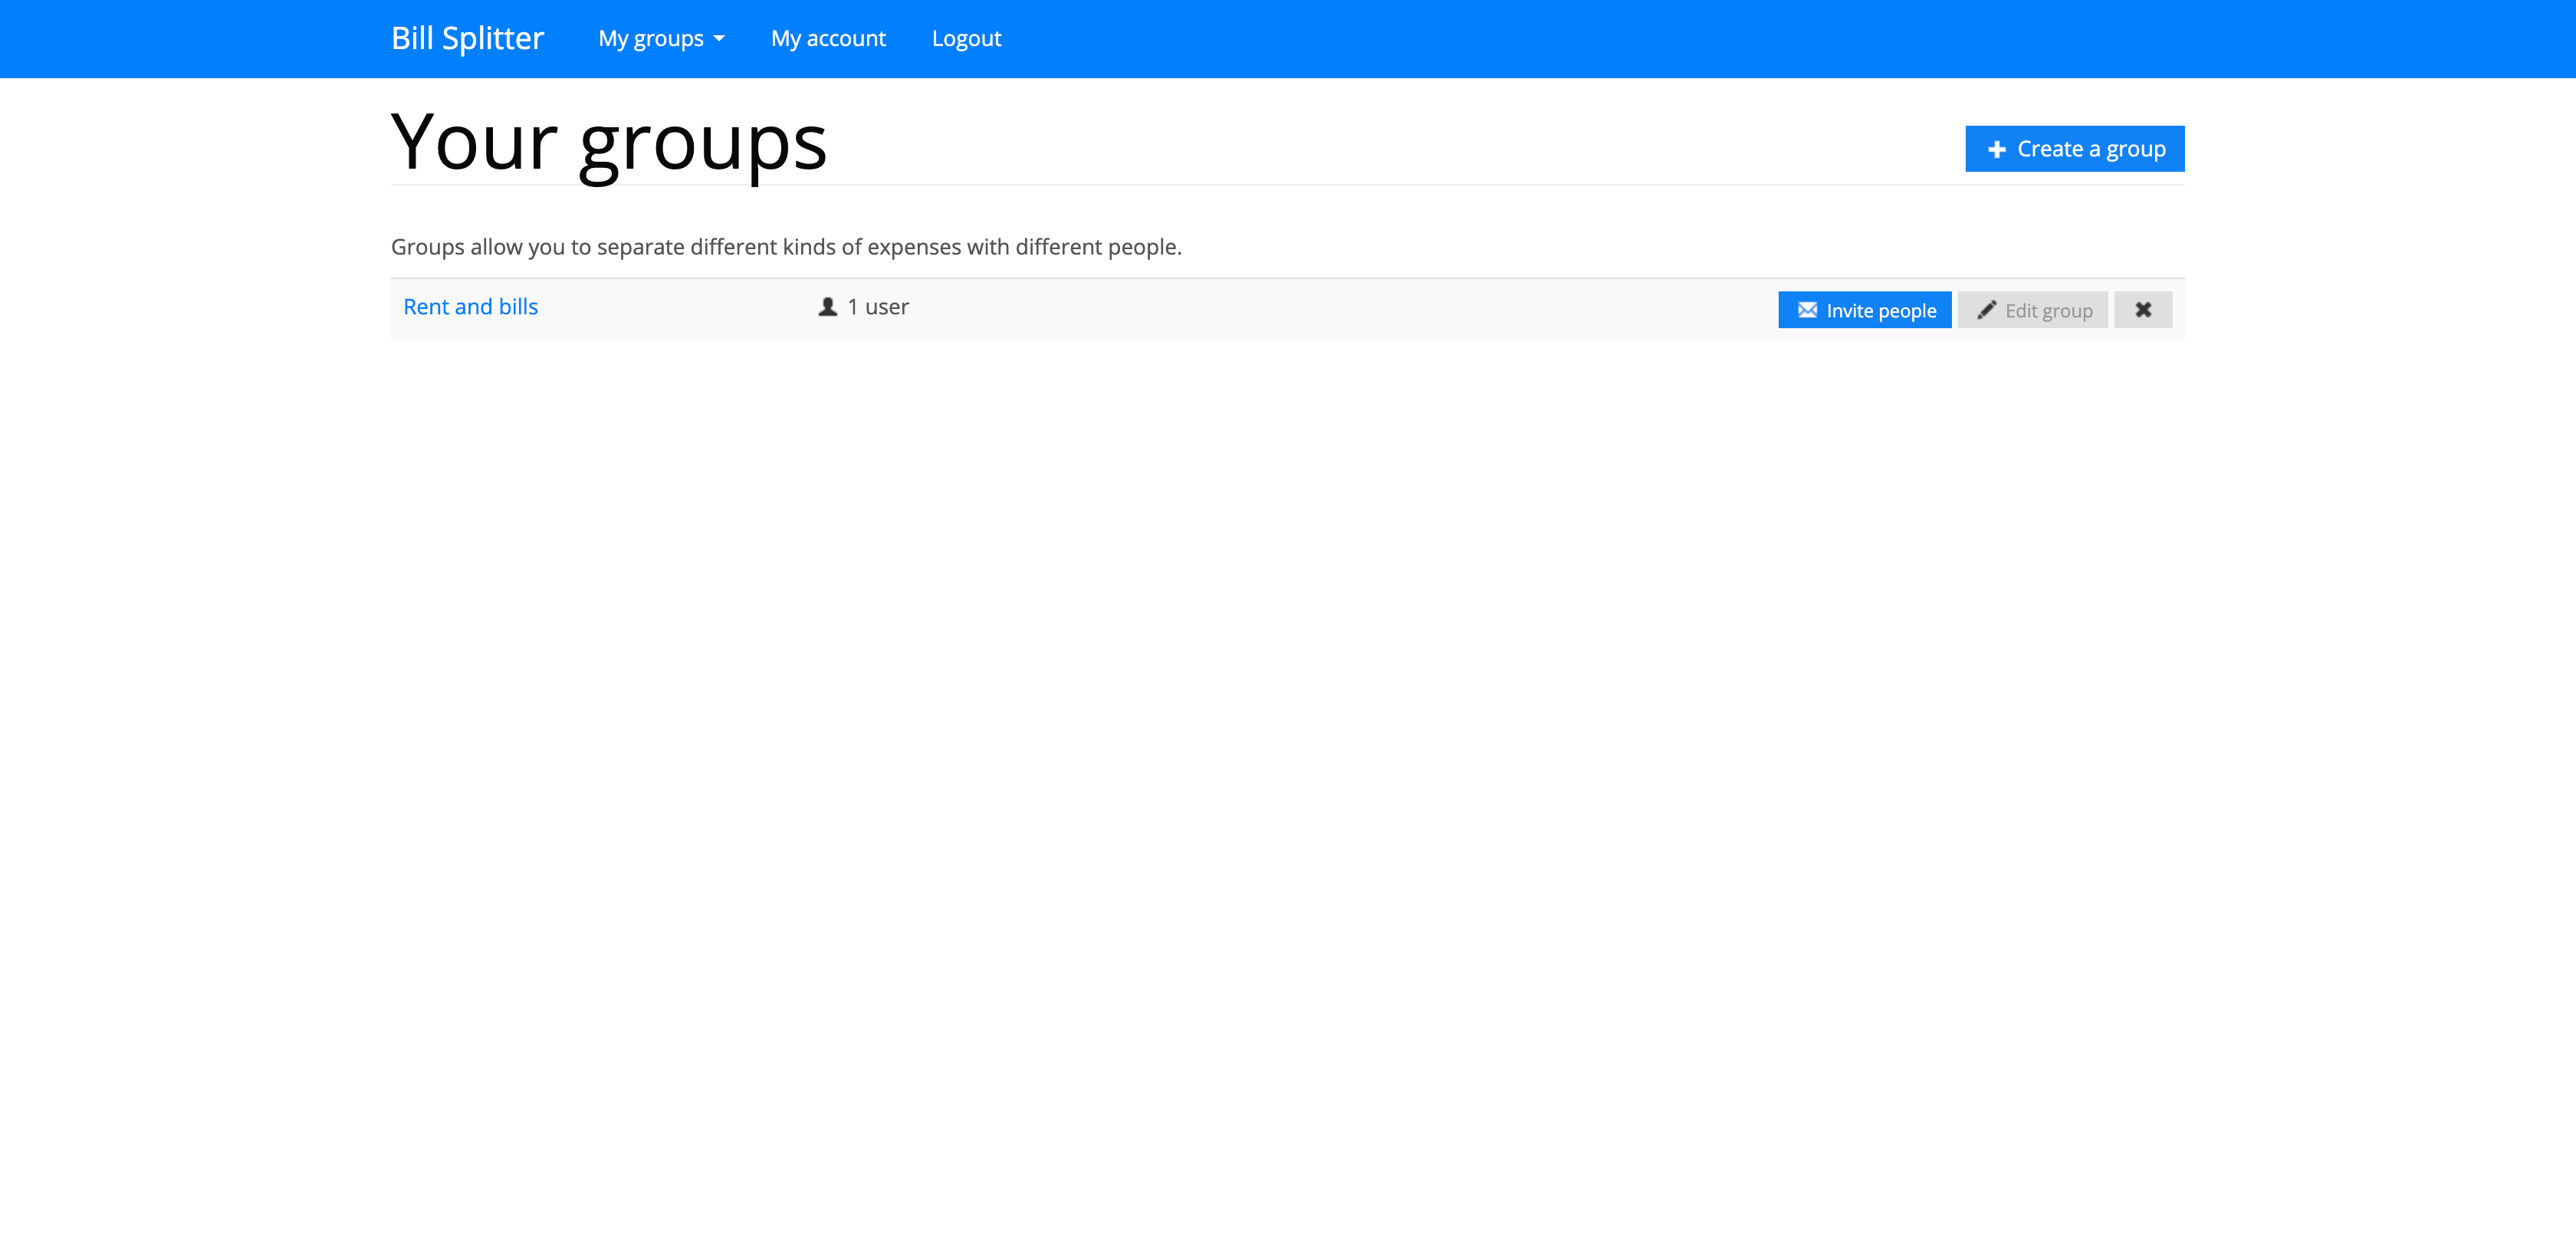 Bill Splitter My groups My account Logout
Your groups
Create a group
Groups allow you to separate different kinds of expenses with different people.
Rent and bills 1 user Invite people Edit group